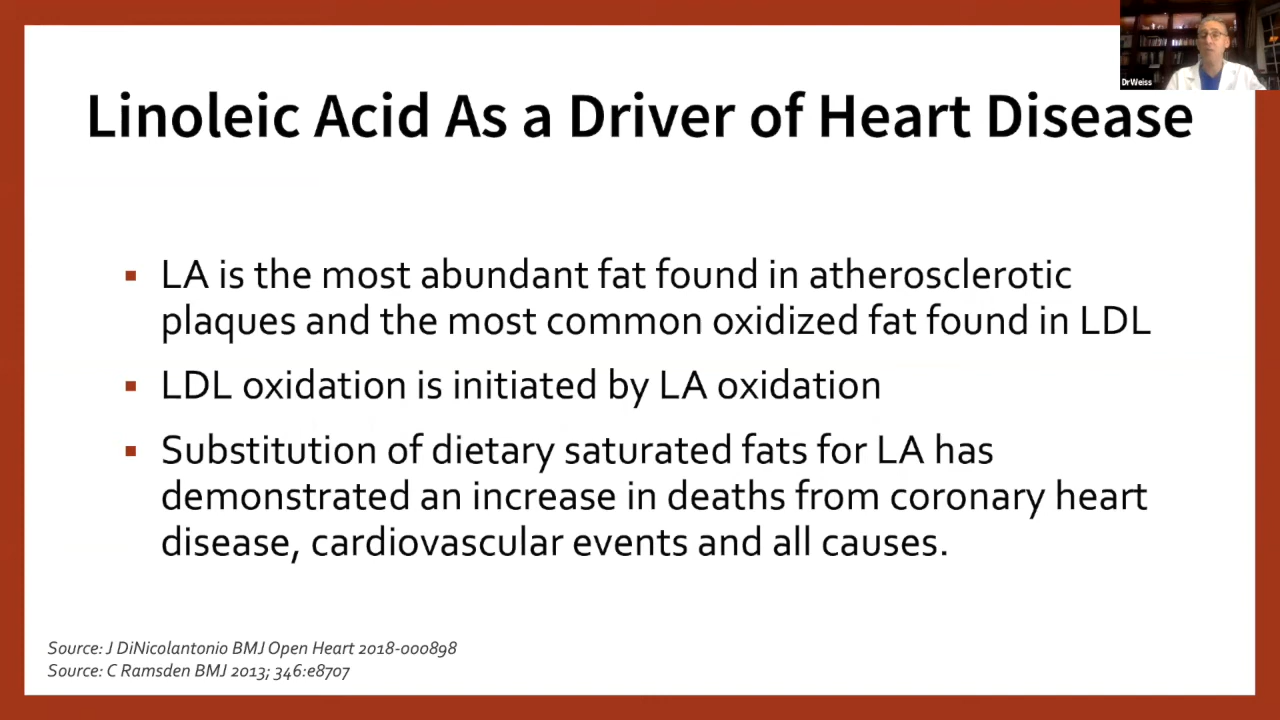 Dr Weiss
Linoleic Acid As a Driver of Heart Disease
▪ LA is the most abundant fat found in atherosclerotic
plaques and the most common oxidized fat found in LDL
▪ LDL oxidation is initiated by LA oxidation
▪ Substitution of dietary saturated fats for LA has
demonstrated an increase in deaths from coronary heart
disease, cardiovascular events and all causes.
Source: J DiNicolantonio BMJ Open Heart 2018-000898
Source: C Ramsden BMJ 2013; 346:e8707